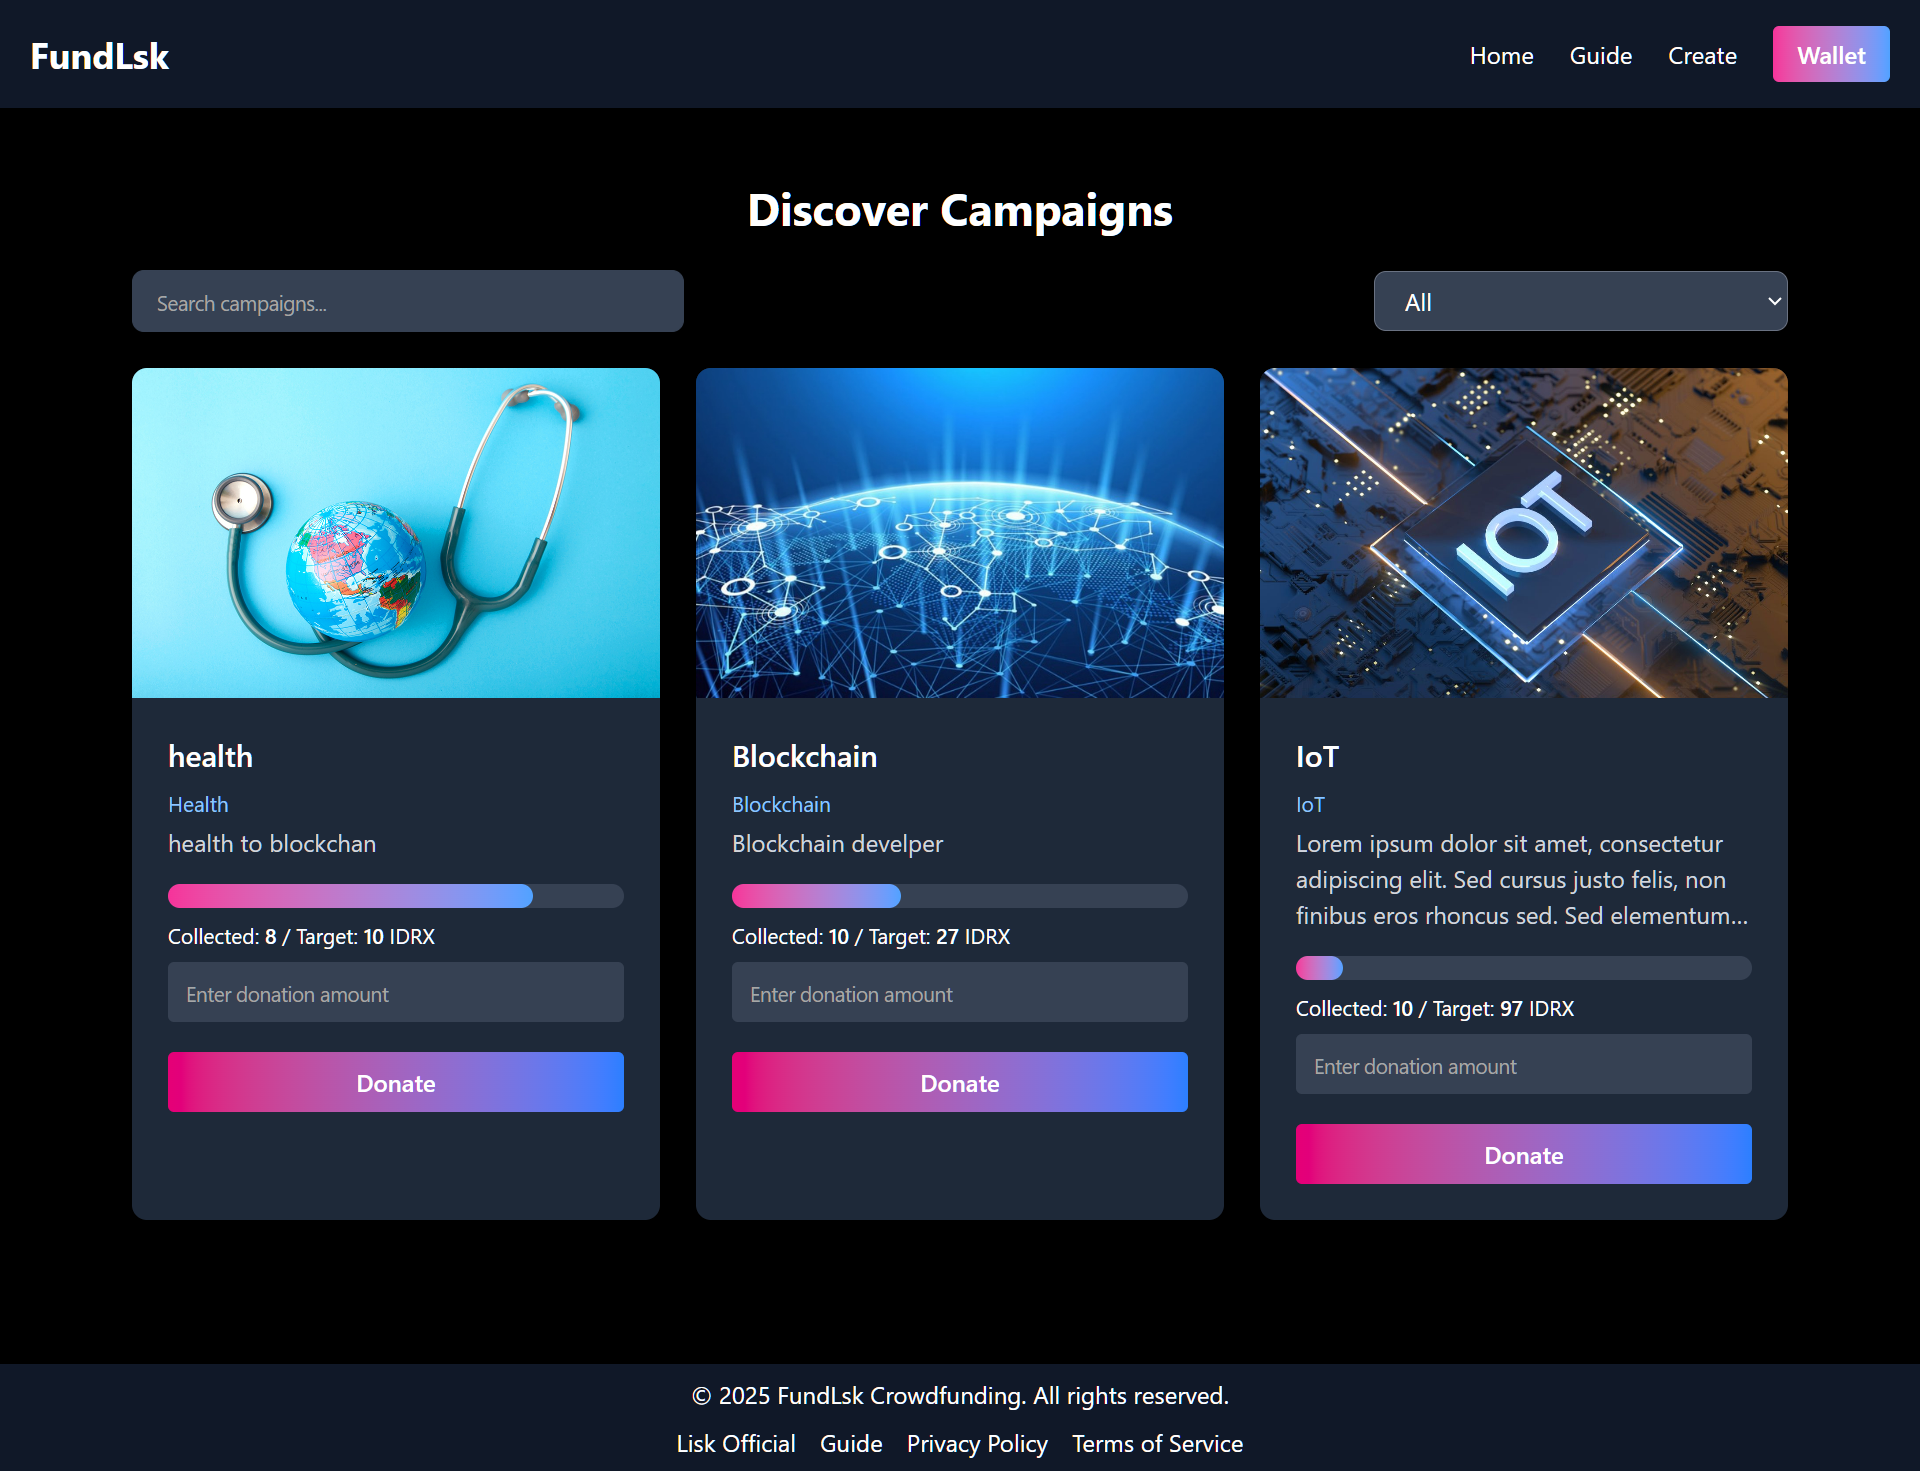 FundLsk
Home Guide Create Wallet
Discover Campaigns
Search campaigns...
All
IOT
health
Health
health to blockchan
Collected: 8 / Target: 10 IDRX
Enter donation amount
Donate
Blockchain
Blockchain
Blockchain develper
Collected: 10 / Target: 27 IDRX
Enter donation amount
Donate
IoT
IoT
Lorem ipsum dolor sit amet, consectetur
adipiscing elit. Sed cursus justo felis, non
finibus eros rhoncus sed. Sed elementum...
Collected: 10 / Target: 97 IDRX
Enter donation amount
Donate
© 2025 FundLsk Crowdfunding. All rights reserved.
Lisk Official Guide Privacy Policy Terms of Service